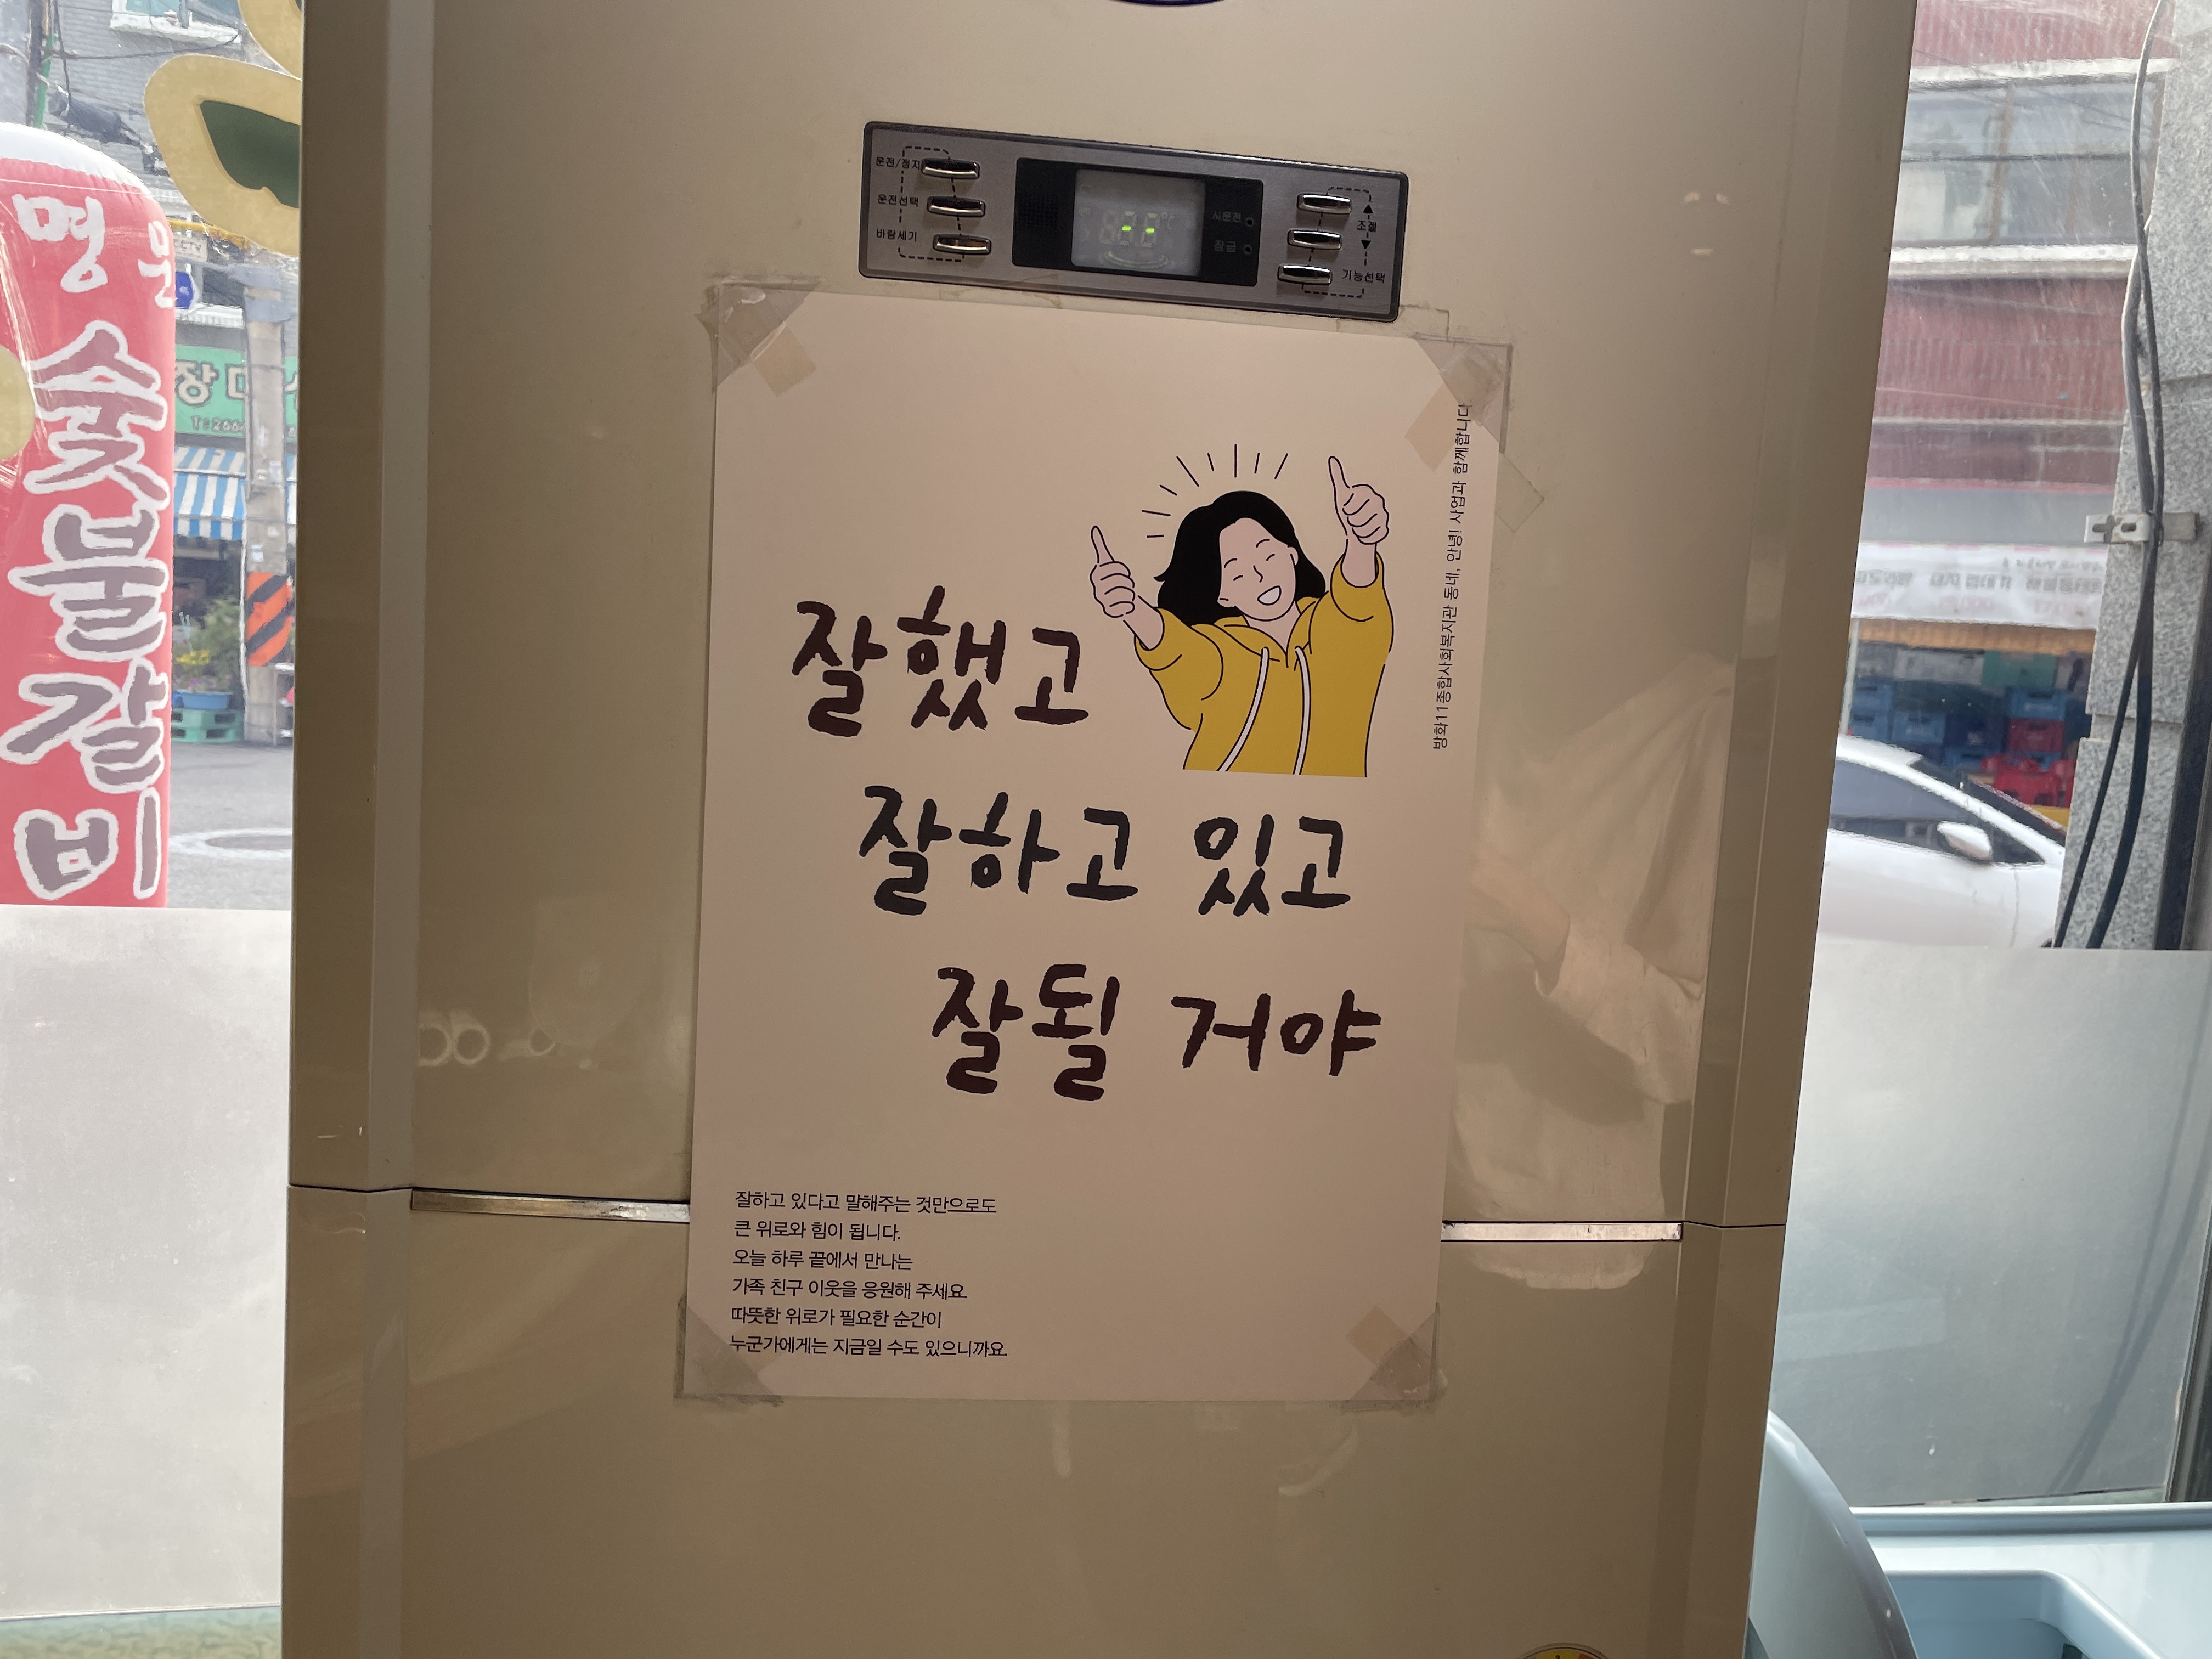 운전/정지
운전선택
바람세기
시운전
잠금
조절
기능선택
명
숯불갈비
잘했고
잘하고 있고
잘될 거야
방화11종합사회복지관 동네, 안녕! 사업과 함께합니다.
잘하고 있다고 말해주는 것만으로도
큰 위로와 힘이 됩니다.
오늘 하루 끝에서 만나는
가족 친구 이웃을 응원해 주세요.
따뜻한 위로가 필요한 순간이
누군가에게는 지금일 수도 있으니까요.